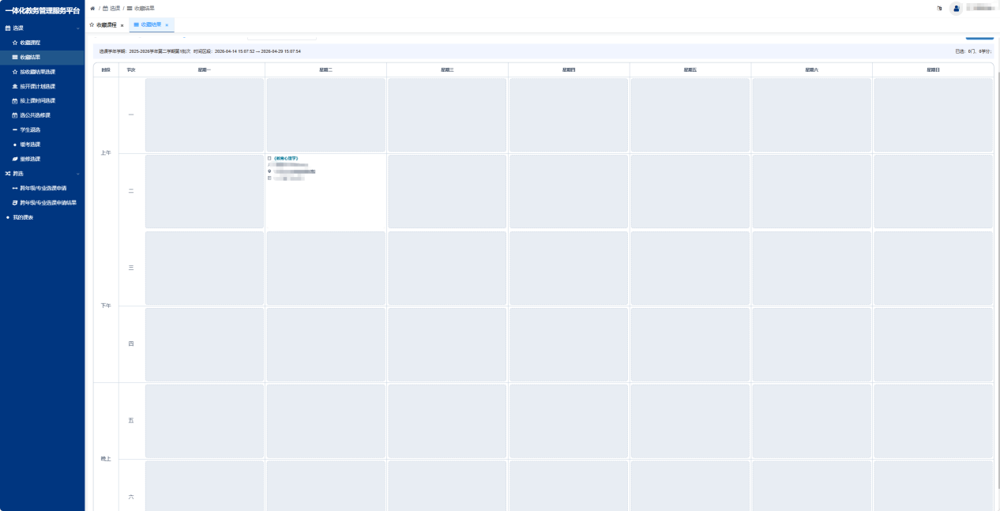 一体化教务管理服务平台
选课
收藏课程
收藏结果
按收藏结果选课
按开课计划选课
按上课时间选课
选公共选修课
学生退选
缓考选课
重修选课
跨选
跨年级/专业选课申请
跨年级/专业选课申请结果
我的课表
/ 选课 / 收藏结果
收藏课程 × 收藏结果 ×
选课学年学期: 2025-2026学年第二学期第1批次 时间区段: 2026-04-14 15:07:52 — 2026-04-29 15:07:54 已选: 0门, 0学分;
时段 节次 星期一 星期二 星期三 星期四 星期五 星期六 星期日
一
上午
《教育心理学》
二
三
下午
四
五
晚上
六